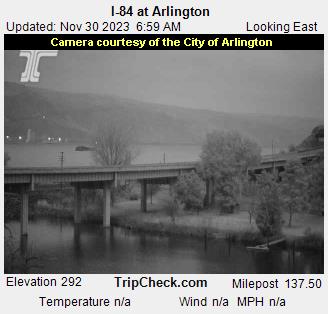 I-84 at Arlington
Updated: Nov 30 2023 6:59 AM Looking East
Camera courtesy of the City of Arlington
Elevation 292 TripCheck.com Milepost 137.50
Temperature n/a Wind n/a MPH n/a